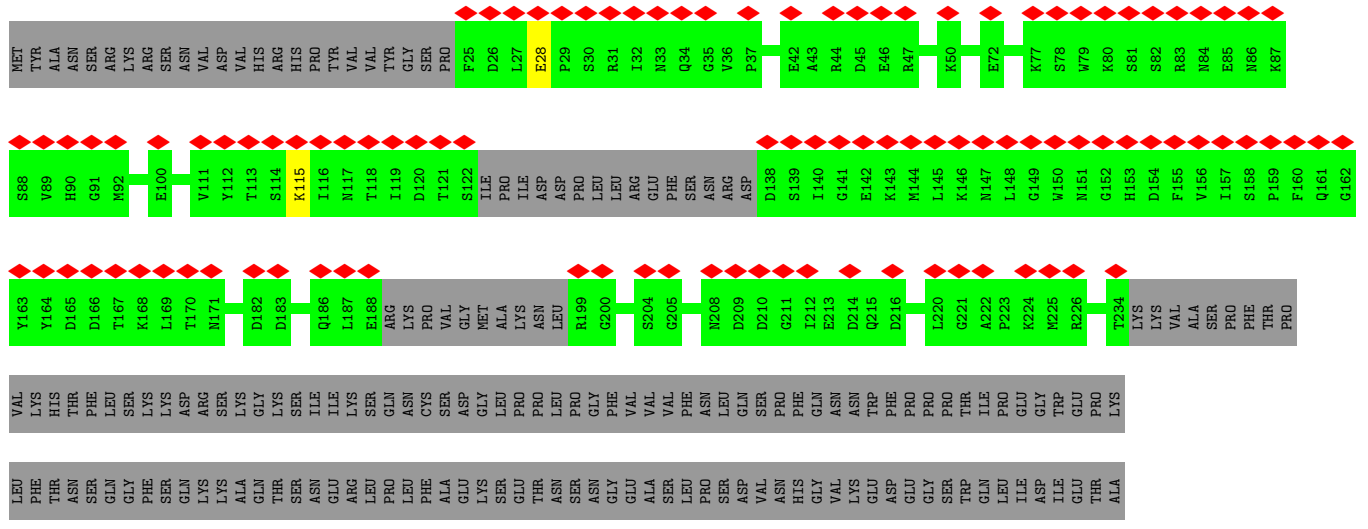 MET TYR ALA ASN SER ARG LYS ARG SER ASN VAL ASP VAL HIS ARG HIS PRO TYR VAL VAL TYR GLY SER PRO F25 D26 L27 E28 P29 S30 R31 I32 N33 Q34 G35 V36 P37 E42 A43 R44 D45 E46 R47 K50 E72 K77 S78 W79 K80 S81 S82 R83 N84 E85 N86 K87
S88 V89 H90 G91 M92 E100 V111 Y112 T113 S114 K115 I116 N117 T118 I119 D120 T121 S122 ILE PRO ILE ASP ASP PRO LEU LEU ARG GLU PHE SER ASN ARG ASP D138 S139 I140 G141 E142 K143 M144 L145 K146 N147 L148 G149 W150 N151 G152 H153 D154 F155 V156 I157 S158 P159 F160 Q161 G162
Y163 Y164 D165 D166 T167 K168 L169 T170 N171 D182 D183 Q186 L187 E188 ARG LYS PRO VAL GLY MET ALA LYS ASN LEU R199 G200 S204 G205 N208 D209 D210 G211 I212 E213 D214 Q215 D216 L220 G221 A222 P223 K224 M225 R226 T234 LYS LYS VAL ALA SER PRO PHE THR PRO
VAL LYS HIS THR PHE LEU SER LYS LYS ASP ARG SER LYS GLY LYS SER ILE ILE LYS SER GLN ASN CYS SER ASP GLY LEU PRO PRO LEU PRO GLY PHE VAL VAL VAL PHE ASN LEU GLN SER PRO PHE GLN ASN ASN TRP PHE PRO PRO PRO THR ILE PRO GLU GLY TRP GLU PRO LYS
LEU PHE THR ASN SER GLN GLY PHE SER GLN LYS LYS ALA GLN THR SER ASN GLU ARG LEU PRO LEU PHE ALA GLU LYS SER GLU THR ASN SER ASN GLY GLU ALA SER LEU PRO SER ASP VAL ASN HIS GLY VAL LYS GLU ASP GLU GLY SER TRP GLN LEU ILE ASP ILE GLU THR ALA